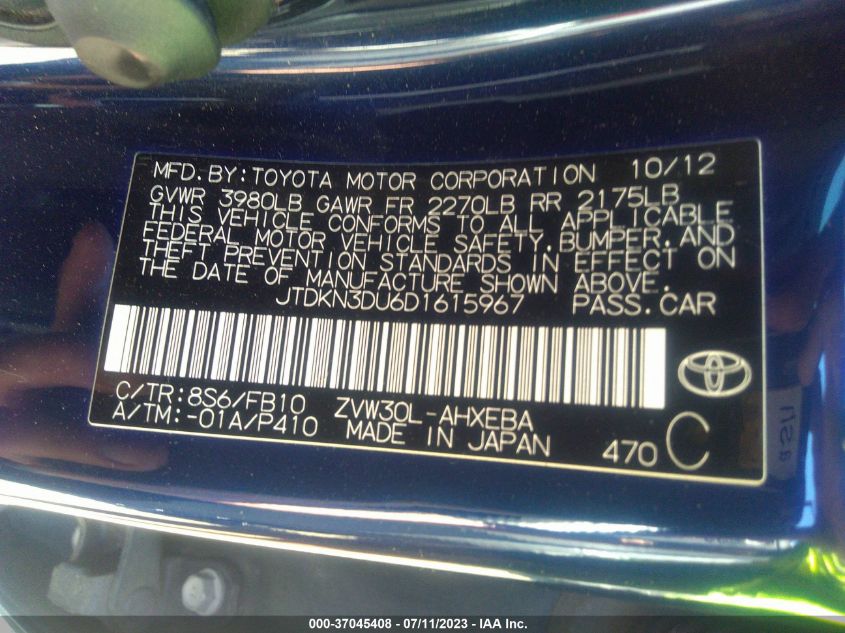 MFD. BY: TOYOTA MOTOR CORPORATION 10/12
GVWR 3980LB GAWR FR 2270LB RR 2175LB
THIS VEHICLE CONFORMS TO ALL APPLICABLE
FEDERAL MOTOR VEHICLE SAFETY, BUMPER, AND
THEFT PREVENTION STANDARDS IN EFFECT ON
THE DATE OF MANUFACTURE SHOWN ABOVE.
JTDKN3DU6D1615967 PASS. CAR
C/TR: 8S6/FB10 ZVW30L-AHXEBA
A/TM: -01A/P410 MADE IN JAPAN
470 C
000-37045408 - 07/11/2023 - IAA Inc.